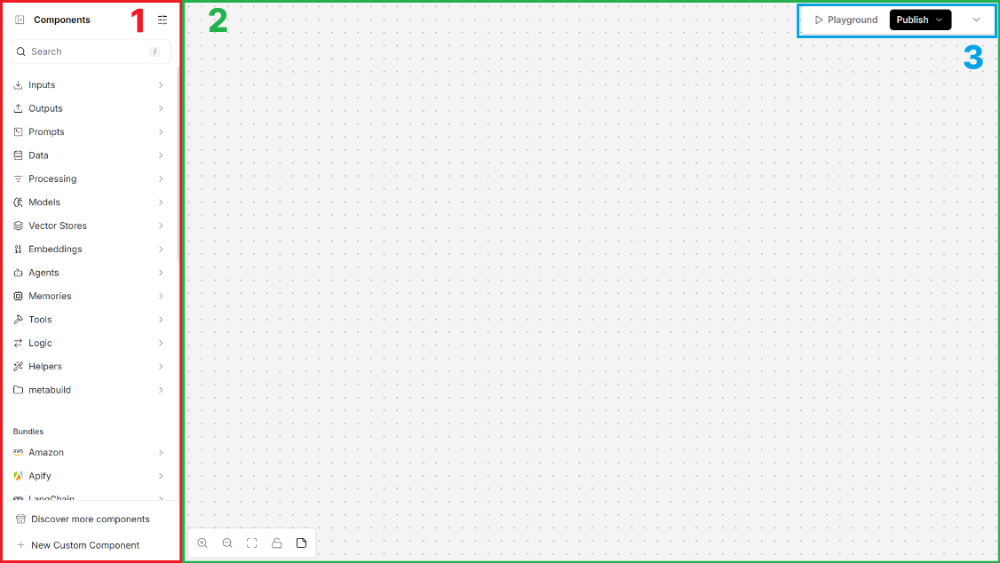 Components
1
Search
/
Inputs
Outputs
Prompts
Data
Processing
Models
Vector Stores
Embeddings
Agents
Memories
Tools
Logic
Helpers
metabuild
Bundles
aws Amazon
Apify
LangChain
Discover more components
New Custom Component
2
Playground
Publish
3